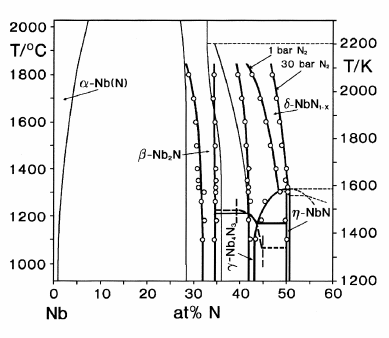 T/°C
2000
1800
1600
1400
1200
1000
α-Nb(N)
β-Nb₂N
1 bar N₂
30 bar N₂
δ-NbN₁₋ₓ
η-NbN
γ-Nb₄N₃
2200
T/K
2000
1800
1600
1400
1200
0 10 20 30 40 50 60
Nb at% N